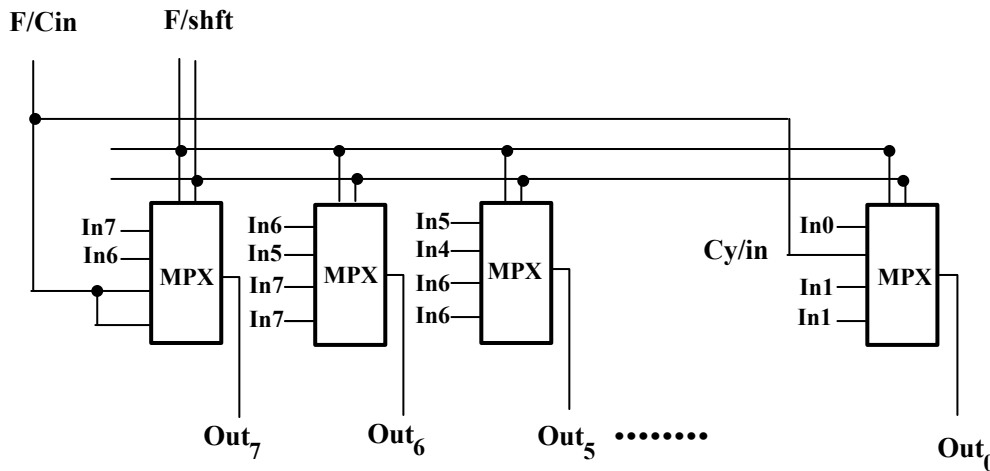 F/Cin F/shft
In7
In6
MPX
In6
In5
In7
In7
MPX
In5
In4
In6
In6
MPX
Cy/in
In0
In1
In1
MPX
Out7
Out6
Out5 ........
Out